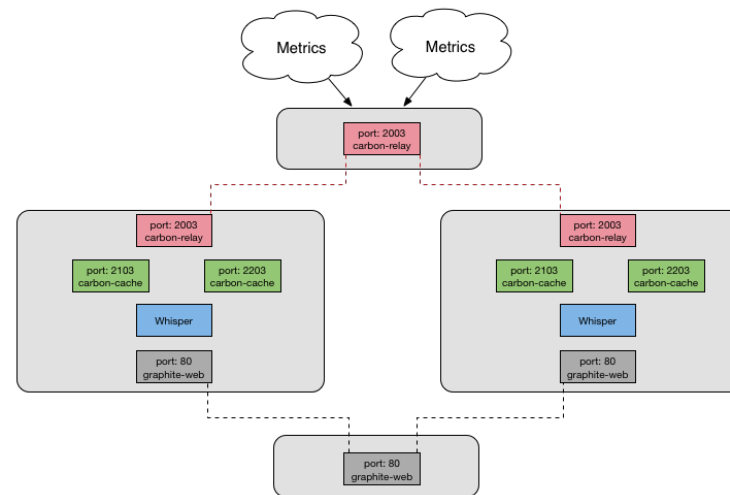 Metrics
Metrics
port: 2003
carbon-relay
port: 2003
carbon-relay
port: 2103
carbon-cache
port: 2203
carbon-cache
Whisper
port: 80
graphite-web
port: 2003
carbon-relay
port: 2103
carbon-cache
port: 2203
carbon-cache
Whisper
port: 80
graphite-web
port: 80
graphite-web